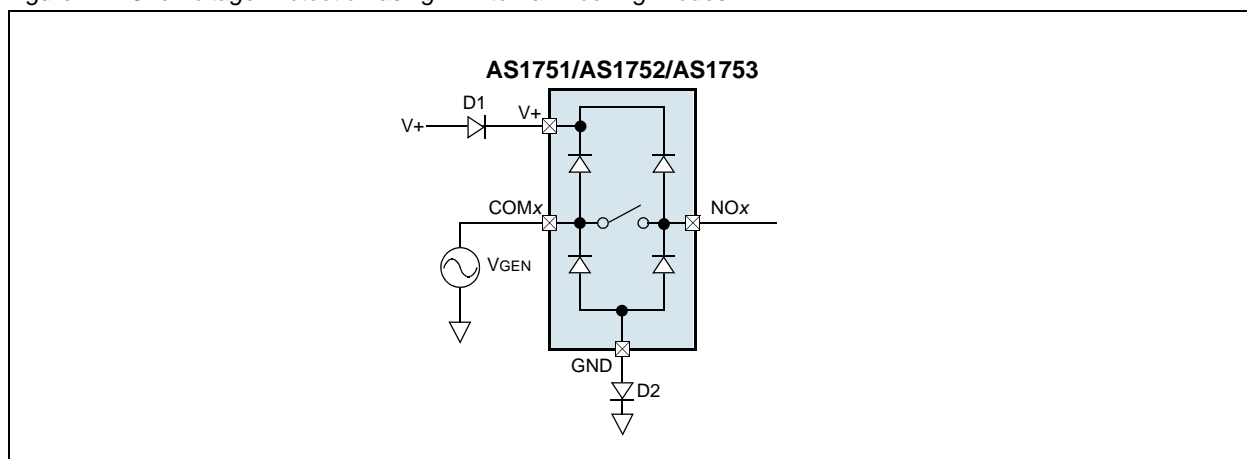 AS1751/AS1752/AS1753
D1
V+
V+
COMx
NOx
VGEN
GND
D2